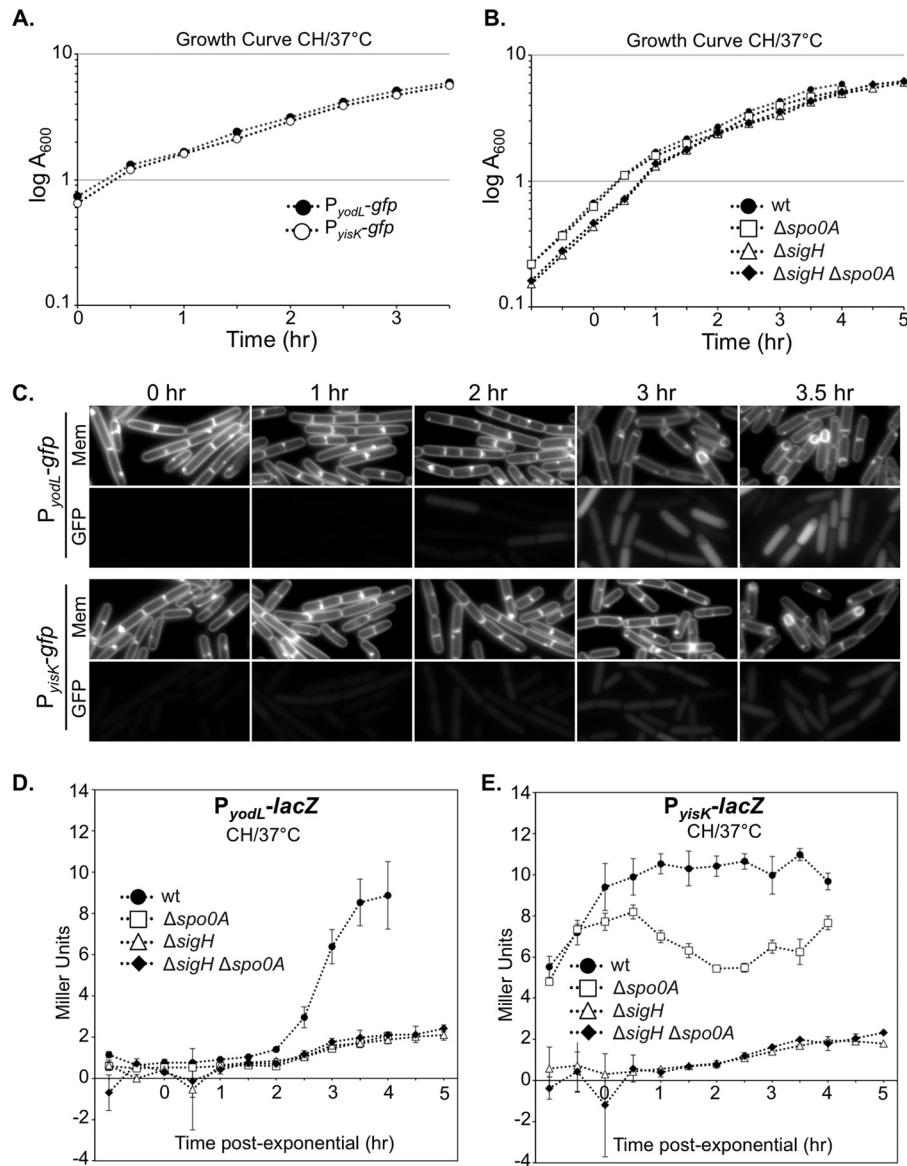 A.
Growth Curve CH/37°C
10
1
0.1
log A600
PyodL-gfp
PyisK-gfp
0 1 2 3
Time (hr)
B.
Growth Curve CH/37°C
10
1
0.1
log A600
wt
Δspo0A
ΔsigH
ΔsigH Δspo0A
0 1 2 3 4 5
Time (hr)
C.
0 hr 1 hr 2 hr 3 hr 3.5 hr
PyodL-gfp
Mem
GFP
PyisK-gfp
Mem
GFP
D.
PyodL-lacZ
CH/37°C
14
12
10
8
6
4
2
0
-2
-4
Miller Units
wt
Δspo0A
ΔsigH
ΔsigH Δspo0A
0 1 2 3 4 5
Time post-exponential (hr)
E.
PyisK-lacZ
CH/37°C
14
12
10
8
6
4
2
0
-2
-4
Miller Units
wt
Δspo0A
ΔsigH
ΔsigH Δspo0A
0 1 2 3 4 5
Time post-exponential (hr)